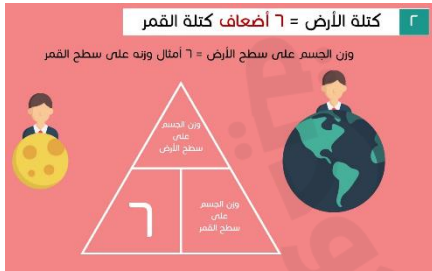 ٢ كتلة الأرض = ٦ أضعاف كتلة القمر
وزن الجسم على سطح الأرض = ٦ أمثال وزنه على سطح القمر
وزن الجسم
على
سطح الأرض
وزن الجسم
على
سطح القمر
٦